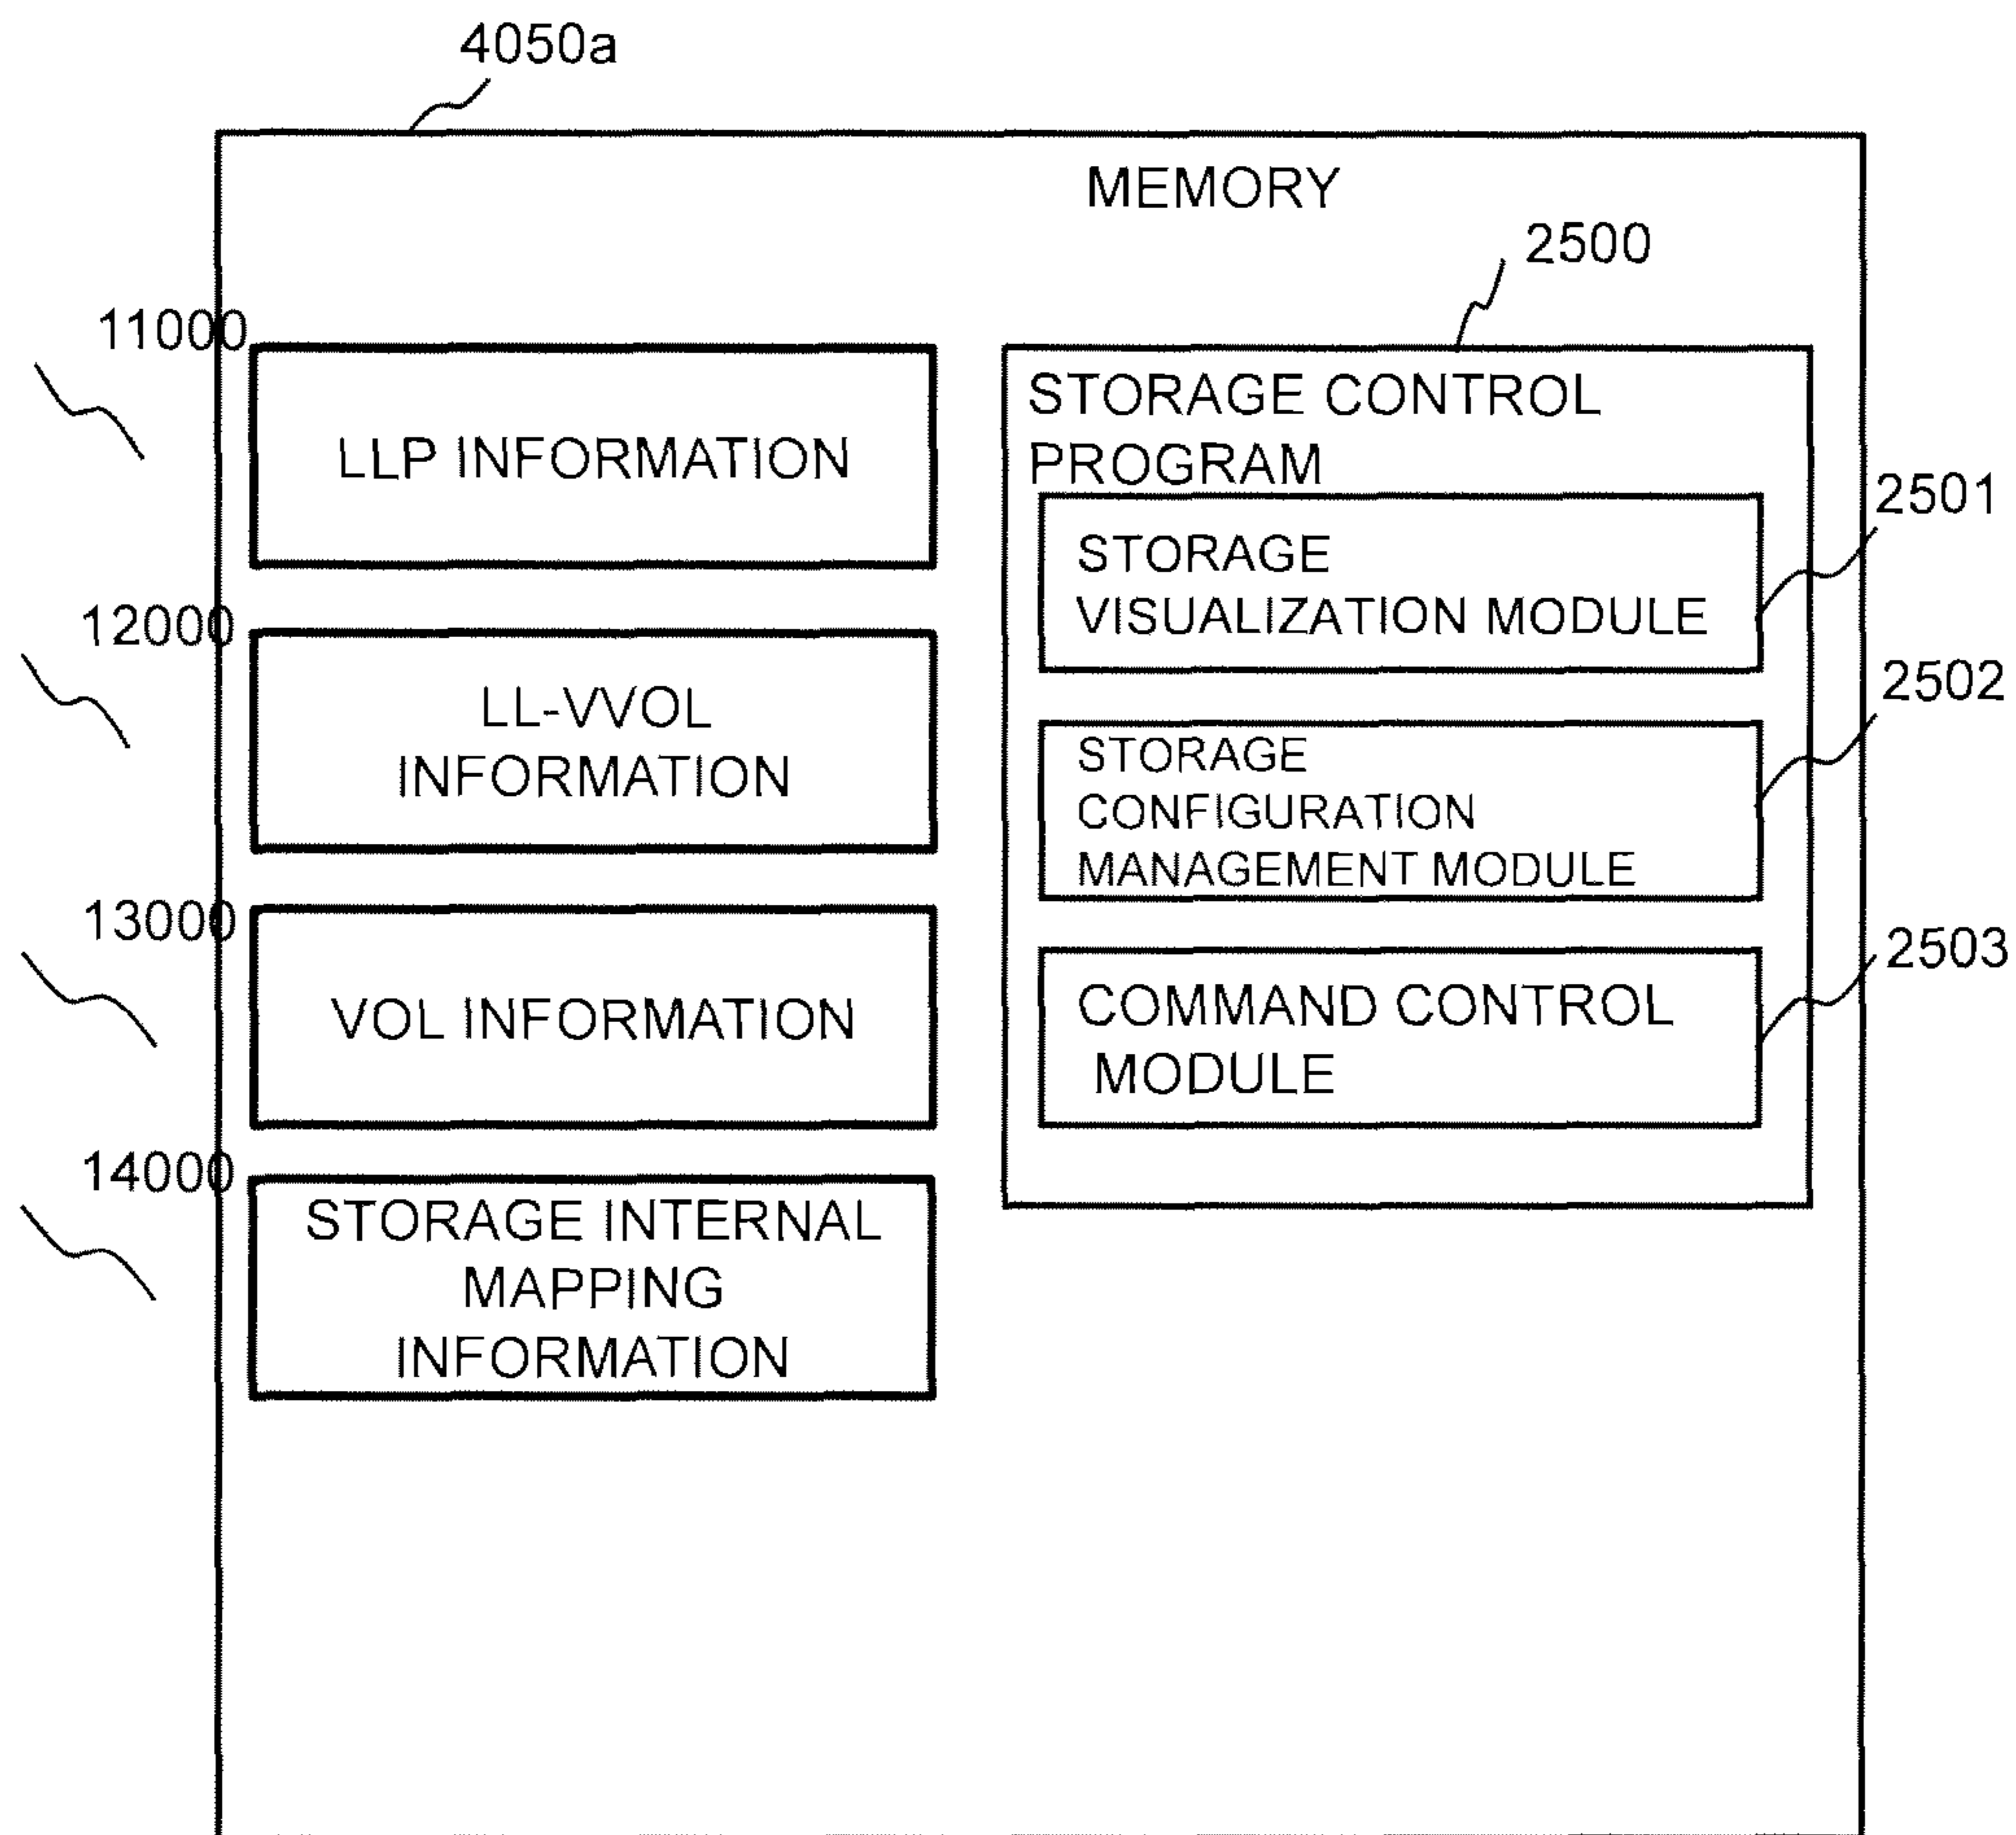 4050a
MEMORY
2500
11000
LLP INFORMATION
12000
LL-VVOL
INFORMATION
13000
VOL INFORMATION
14000
STORAGE INTERNAL
MAPPING
INFORMATION
STORAGE CONTROL
PROGRAM
2501
STORAGE
VISUALIZATION MODULE
2502
STORAGE
CONFIGURATION
MANAGEMENT MODULE
2503
COMMAND CONTROL
MODULE